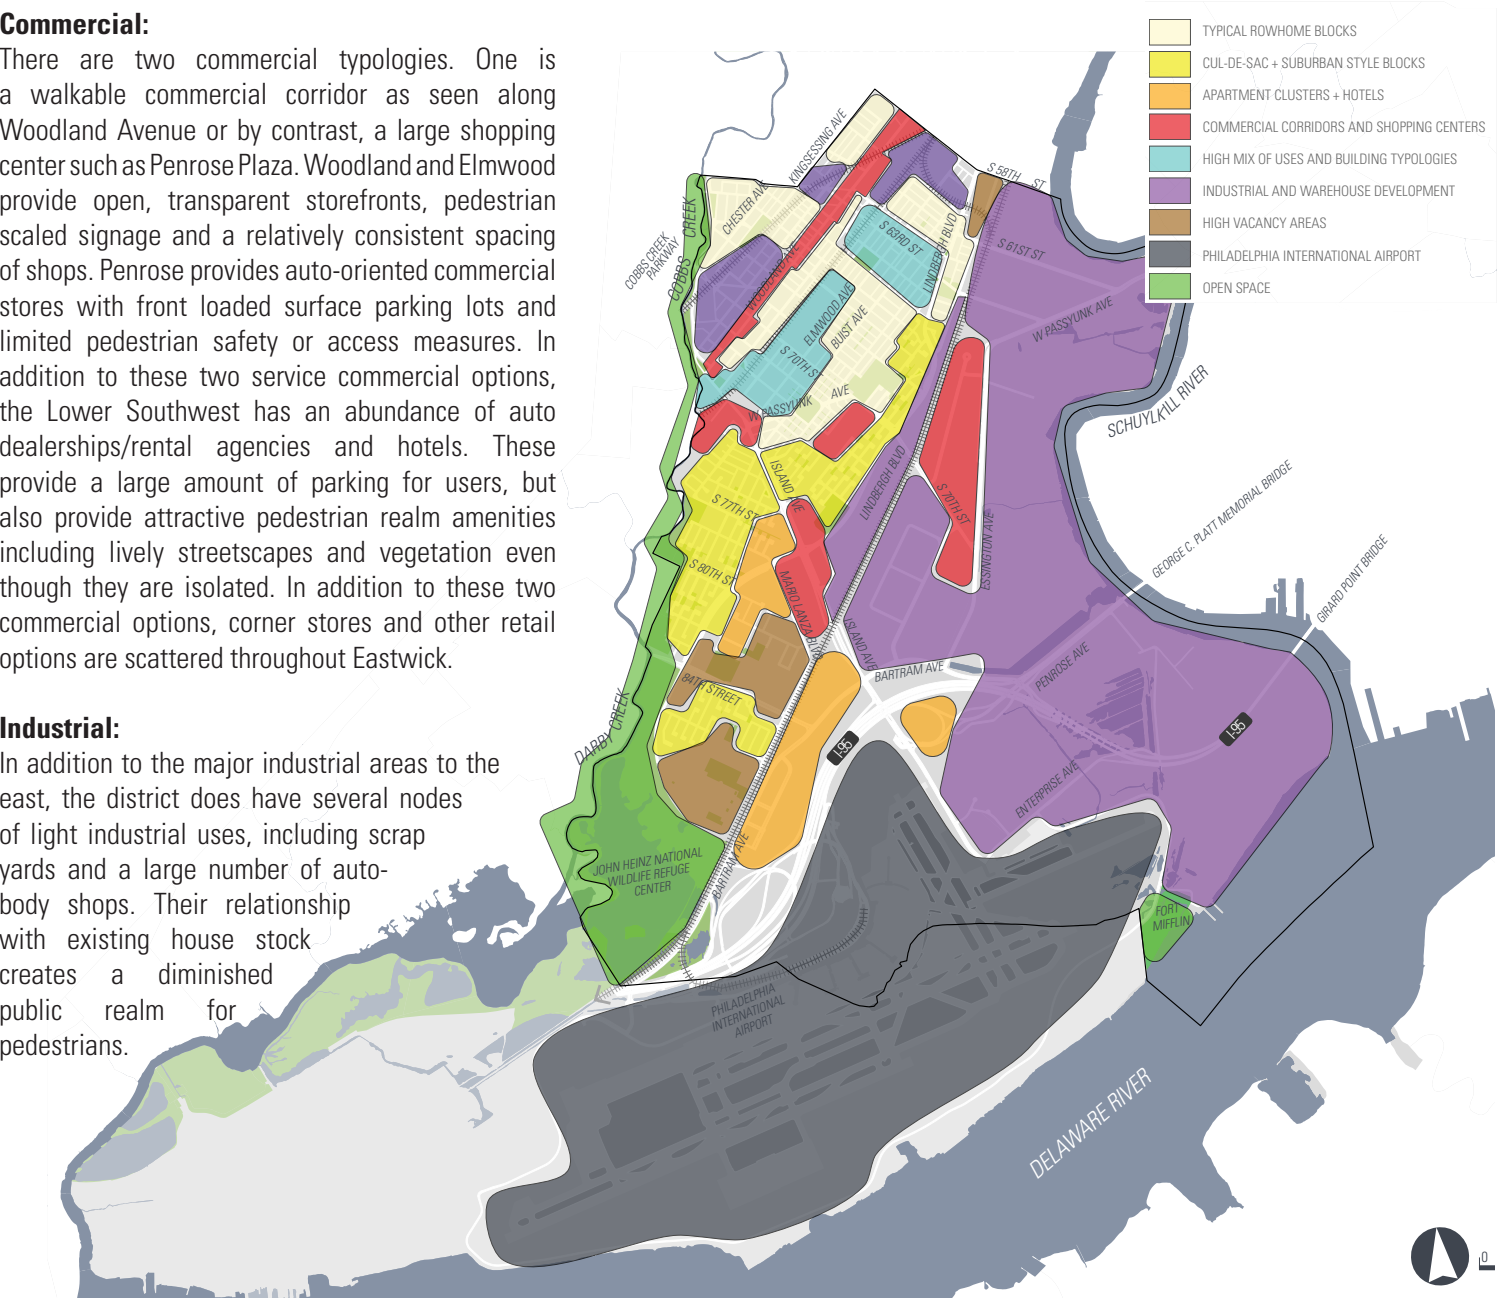 Commercial:
There are two commercial typologies. One is
a walkable commercial corridor as seen along
Woodland Avenue or by contrast, a large shopping
center such as Penrose Plaza. Woodland and Elmwood
provide open, transparent storefronts, pedestrian
scaled signage and a relatively consistent spacing
of shops. Penrose provides auto-oriented commercial
stores with front loaded surface parking lots and
limited pedestrian safety or access measures. In
addition to these two service commercial options,
the Lower Southwest has an abundance of auto
dealerships/rental agencies and hotels. These
provide a large amount of parking for users, but
also provide attractive pedestrian realm amenities
including lively streetscapes and vegetation even
though they are isolated. In addition to these two
commercial options, corner stores and other retail
options are scattered throughout Eastwick.
Industrial:
In addition to the major industrial areas to the
east, the district does have several nodes
of light industrial uses, including scrap
yards and a large number of auto-
body shops. Their relationship
with existing house stock
creates a diminished
public realm for
pedestrians.
TYPICAL ROWHOME BLOCKS
CUL-DE-SAC + SUBURBAN STYLE BLOCKS
APARTMENT CLUSTERS + HOTELS
COMMERCIAL CORRIDORS AND SHOPPING CENTERS
HIGH MIX OF USES AND BUILDING TYPOLOGIES
INDUSTRIAL AND WAREHOUSE DEVELOPMENT
HIGH VACANCY AREAS
PHILADELPHIA INTERNATIONAL AIRPORT
OPEN SPACE
KINGSESSING AVE
S 58TH ST
CHESTER AVE
COBBS CREEK
PARKWAY
COBBS CREEK
S 63RD ST
LINDBERGH BLVD
S 61ST ST
WOODLAND AVE
ELMWOOD AVE
BUIST AVE
W PASSYUNK AVE
S 70TH ST
W PASSYUNK AVE
SCHUYLKILL RIVER
ISLAND AVE
LINDBERGH BLVD
S 77TH ST
S 70TH ST
ESSINGTON AVE
GEORGE C. PLATT MEMORIAL BRIDGE
GIRARD POINT BRIDGE
S 80TH ST
MARIO LANZA BLVD
ISLAND AVE
BARTRAM AVE
PENROSE AVE
84TH STREET
DARBY CREEK
I-95
I-95
ENTERPRISE AVE
JOHN HEINZ NATIONAL
WILDLIFE REFUGE
CENTER
BARTRAM AVE
FORT
MIFFLIN
PHILADELPHIA
INTERNATIONAL
AIRPORT
DELAWARE RIVER
0